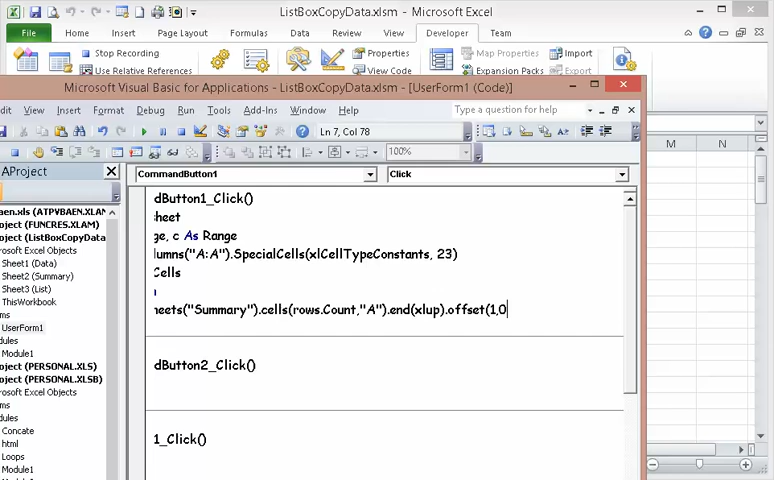 ListBoxCopyData.xlsm - Microsoft Excel
File Home Insert Page Layout Formulas Data Review View Developer Team
Stop Recording
Use Relative References
Properties
View Code
Map Properties
Expansion Packs
Import
Export
Microsoft Visual Basic for Applications - ListBoxCopyData.xlsm - [UserForm1 (Code)]
dit View Insert Format Debug Run Tools Add-Ins Window Help
Type a question for help
Ln 7, Col 78
100%
AProject
CommandButton1
Click
aen.xls (ATPVBAEN.XLAM
oject (FUNCRES.XLAM)
oject (ListBoxCopyData
rosoft Excel Objects
Sheet1 (Data)
Sheet2 (Summary)
Sheet3 (List)
ThisWorkbook
ms
UserForm1
dules
Module1
oject (PERSONAL.XLS)
oject (PERSONAL.XLSB)
rosoft Excel Objects
ms
dules
Concate
html
Loops
Module1
dButton1_Click()
heet
ge, c As Range
lumns("A:A").SpecialCells(xlCellTypeConstants, 23)
Cells
heets("Summary").cells(rows.Count,"A").end(xlup).offset(1,0
dButton2_Click()
1_Click()
M N